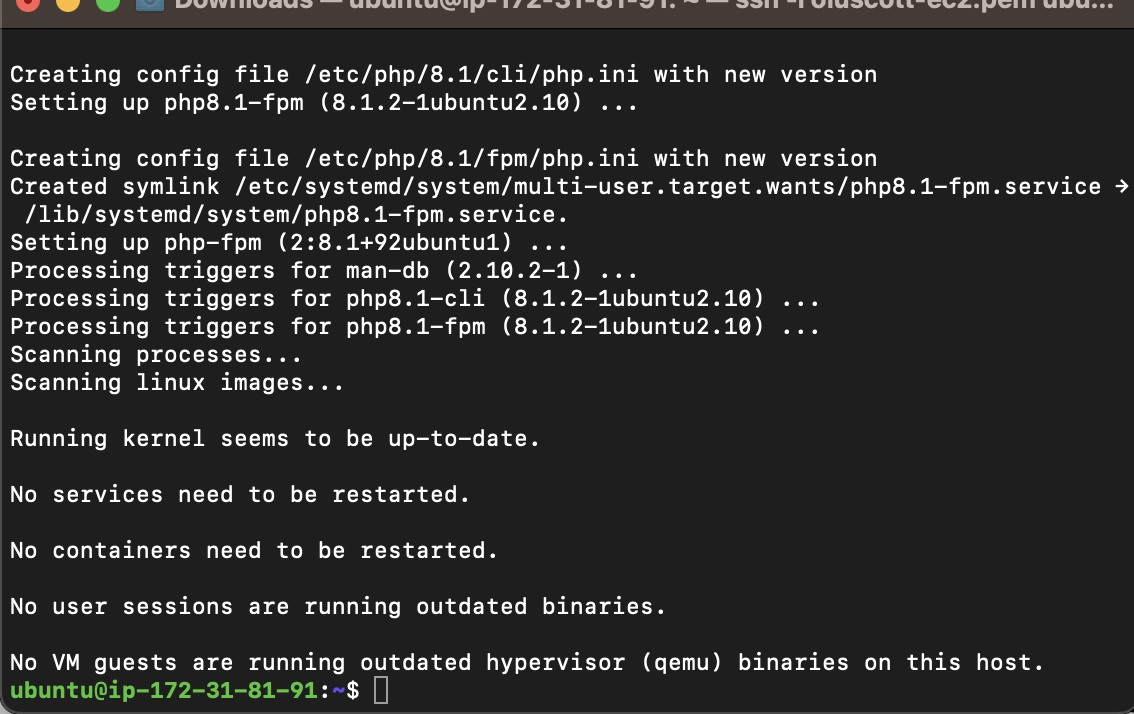 Downloads — ubuntu@ip-172-31-81-91: ~ — ssh -i oluscott-ec2.pem ubu...
Creating config file /etc/php/8.1/cli/php.ini with new version
Setting up php8.1-fpm (8.1.2-1ubuntu2.10) ...
Creating config file /etc/php/8.1/fpm/php.ini with new version
Created symlink /etc/systemd/system/multi-user.target.wants/php8.1-fpm.service →
/lib/systemd/system/php8.1-fpm.service.
Setting up php-fpm (2:8.1+92ubuntu1) ...
Processing triggers for man-db (2.10.2-1) ...
Processing triggers for php8.1-cli (8.1.2-1ubuntu2.10) ...
Processing triggers for php8.1-fpm (8.1.2-1ubuntu2.10) ...
Scanning processes...
Scanning linux images...
Running kernel seems to be up-to-date.
No services need to be restarted.
No containers need to be restarted.
No user sessions are running outdated binaries.
No VM guests are running outdated hypervisor (qemu) binaries on this host.
ubuntu@ip-172-31-81-91:~$